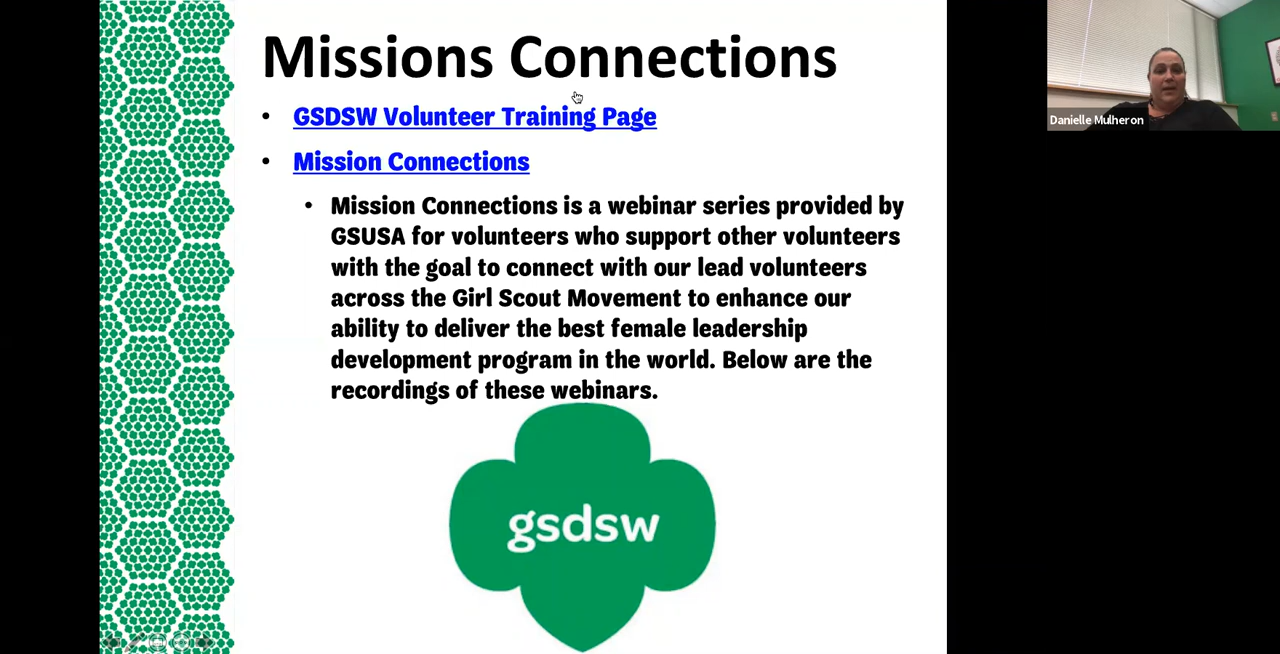 Missions Connections
• GSDSW Volunteer Training Page
• Mission Connections
• Mission Connections is a webinar series provided by
GSUSA for volunteers who support other volunteers
with the goal to connect with our lead volunteers
across the Girl Scout Movement to enhance our
ability to deliver the best female leadership
development program in the world. Below are the
recordings of these webinars.
gsdsw
Danielle Mulheron